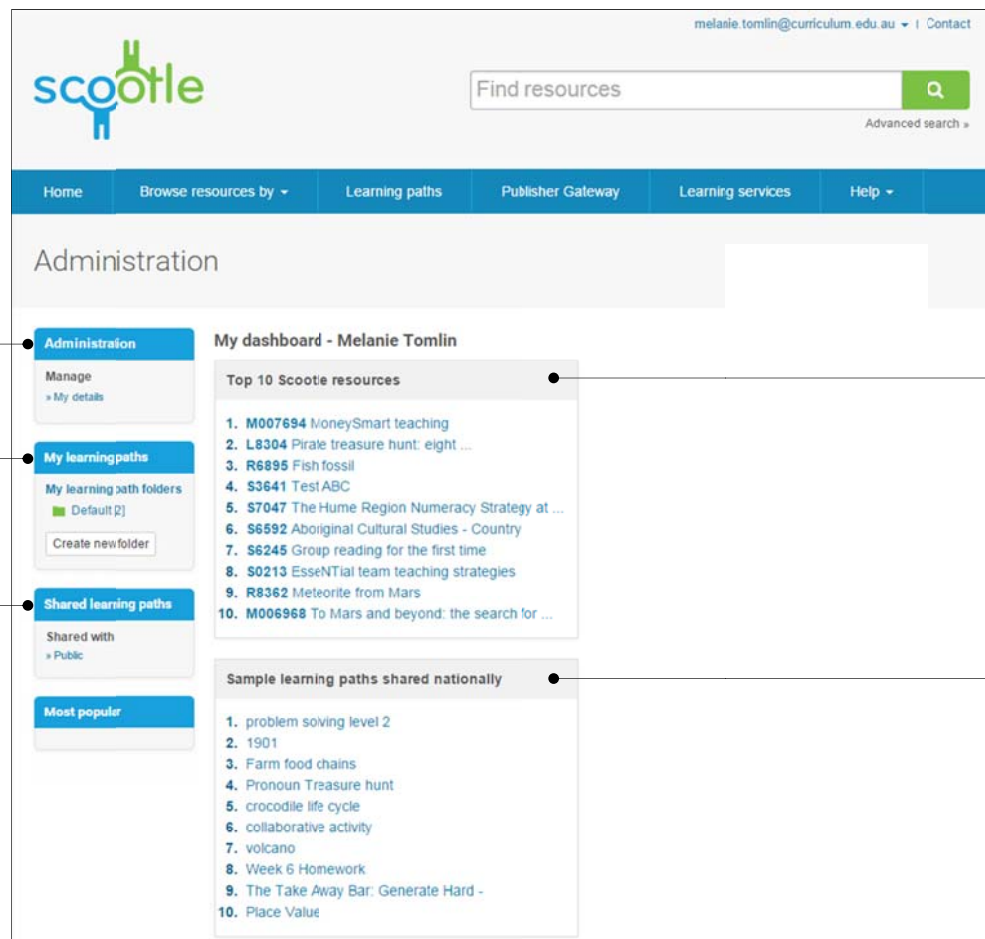 melanie.tomlin@curriculum.edu.au | Contact
scootle
Find resources
Advanced search »
Home Browse resources by Learning paths Publisher Gateway Learning services Help
Administration
Administration
Manage
» My details
My learning paths
My learning path folders
Default [2]
Create new folder
Shared learning paths
Shared with
» Public
Most popular
My dashboard - Melanie Tomlin
Top 10 Scootle resources
1. M007694 MoneySmart teaching
2. L8304 Pirate treasure hunt: eight ...
3. R6895 Fish fossil
4. S3641 Test ABC
5. S7047 The Hume Region Numeracy Strategy at ...
6. S6592 Aboriginal Cultural Studies - Country
7. S6245 Group reading for the first time
8. S0213 EsseNTial team teaching strategies
9. R8362 Meteorite from Mars
10. M006968 To Mars and beyond: the search for ...
Sample learning paths shared nationally
1. problem solving level 2
2. 1901
3. Farm food chains
4. Pronoun Treasure hunt
5. crocodile life cycle
6. collaborative activity
7. volcano
8. Week 6 Homework
9. The Take Away Bar: Generate Hard -
10. Place Value